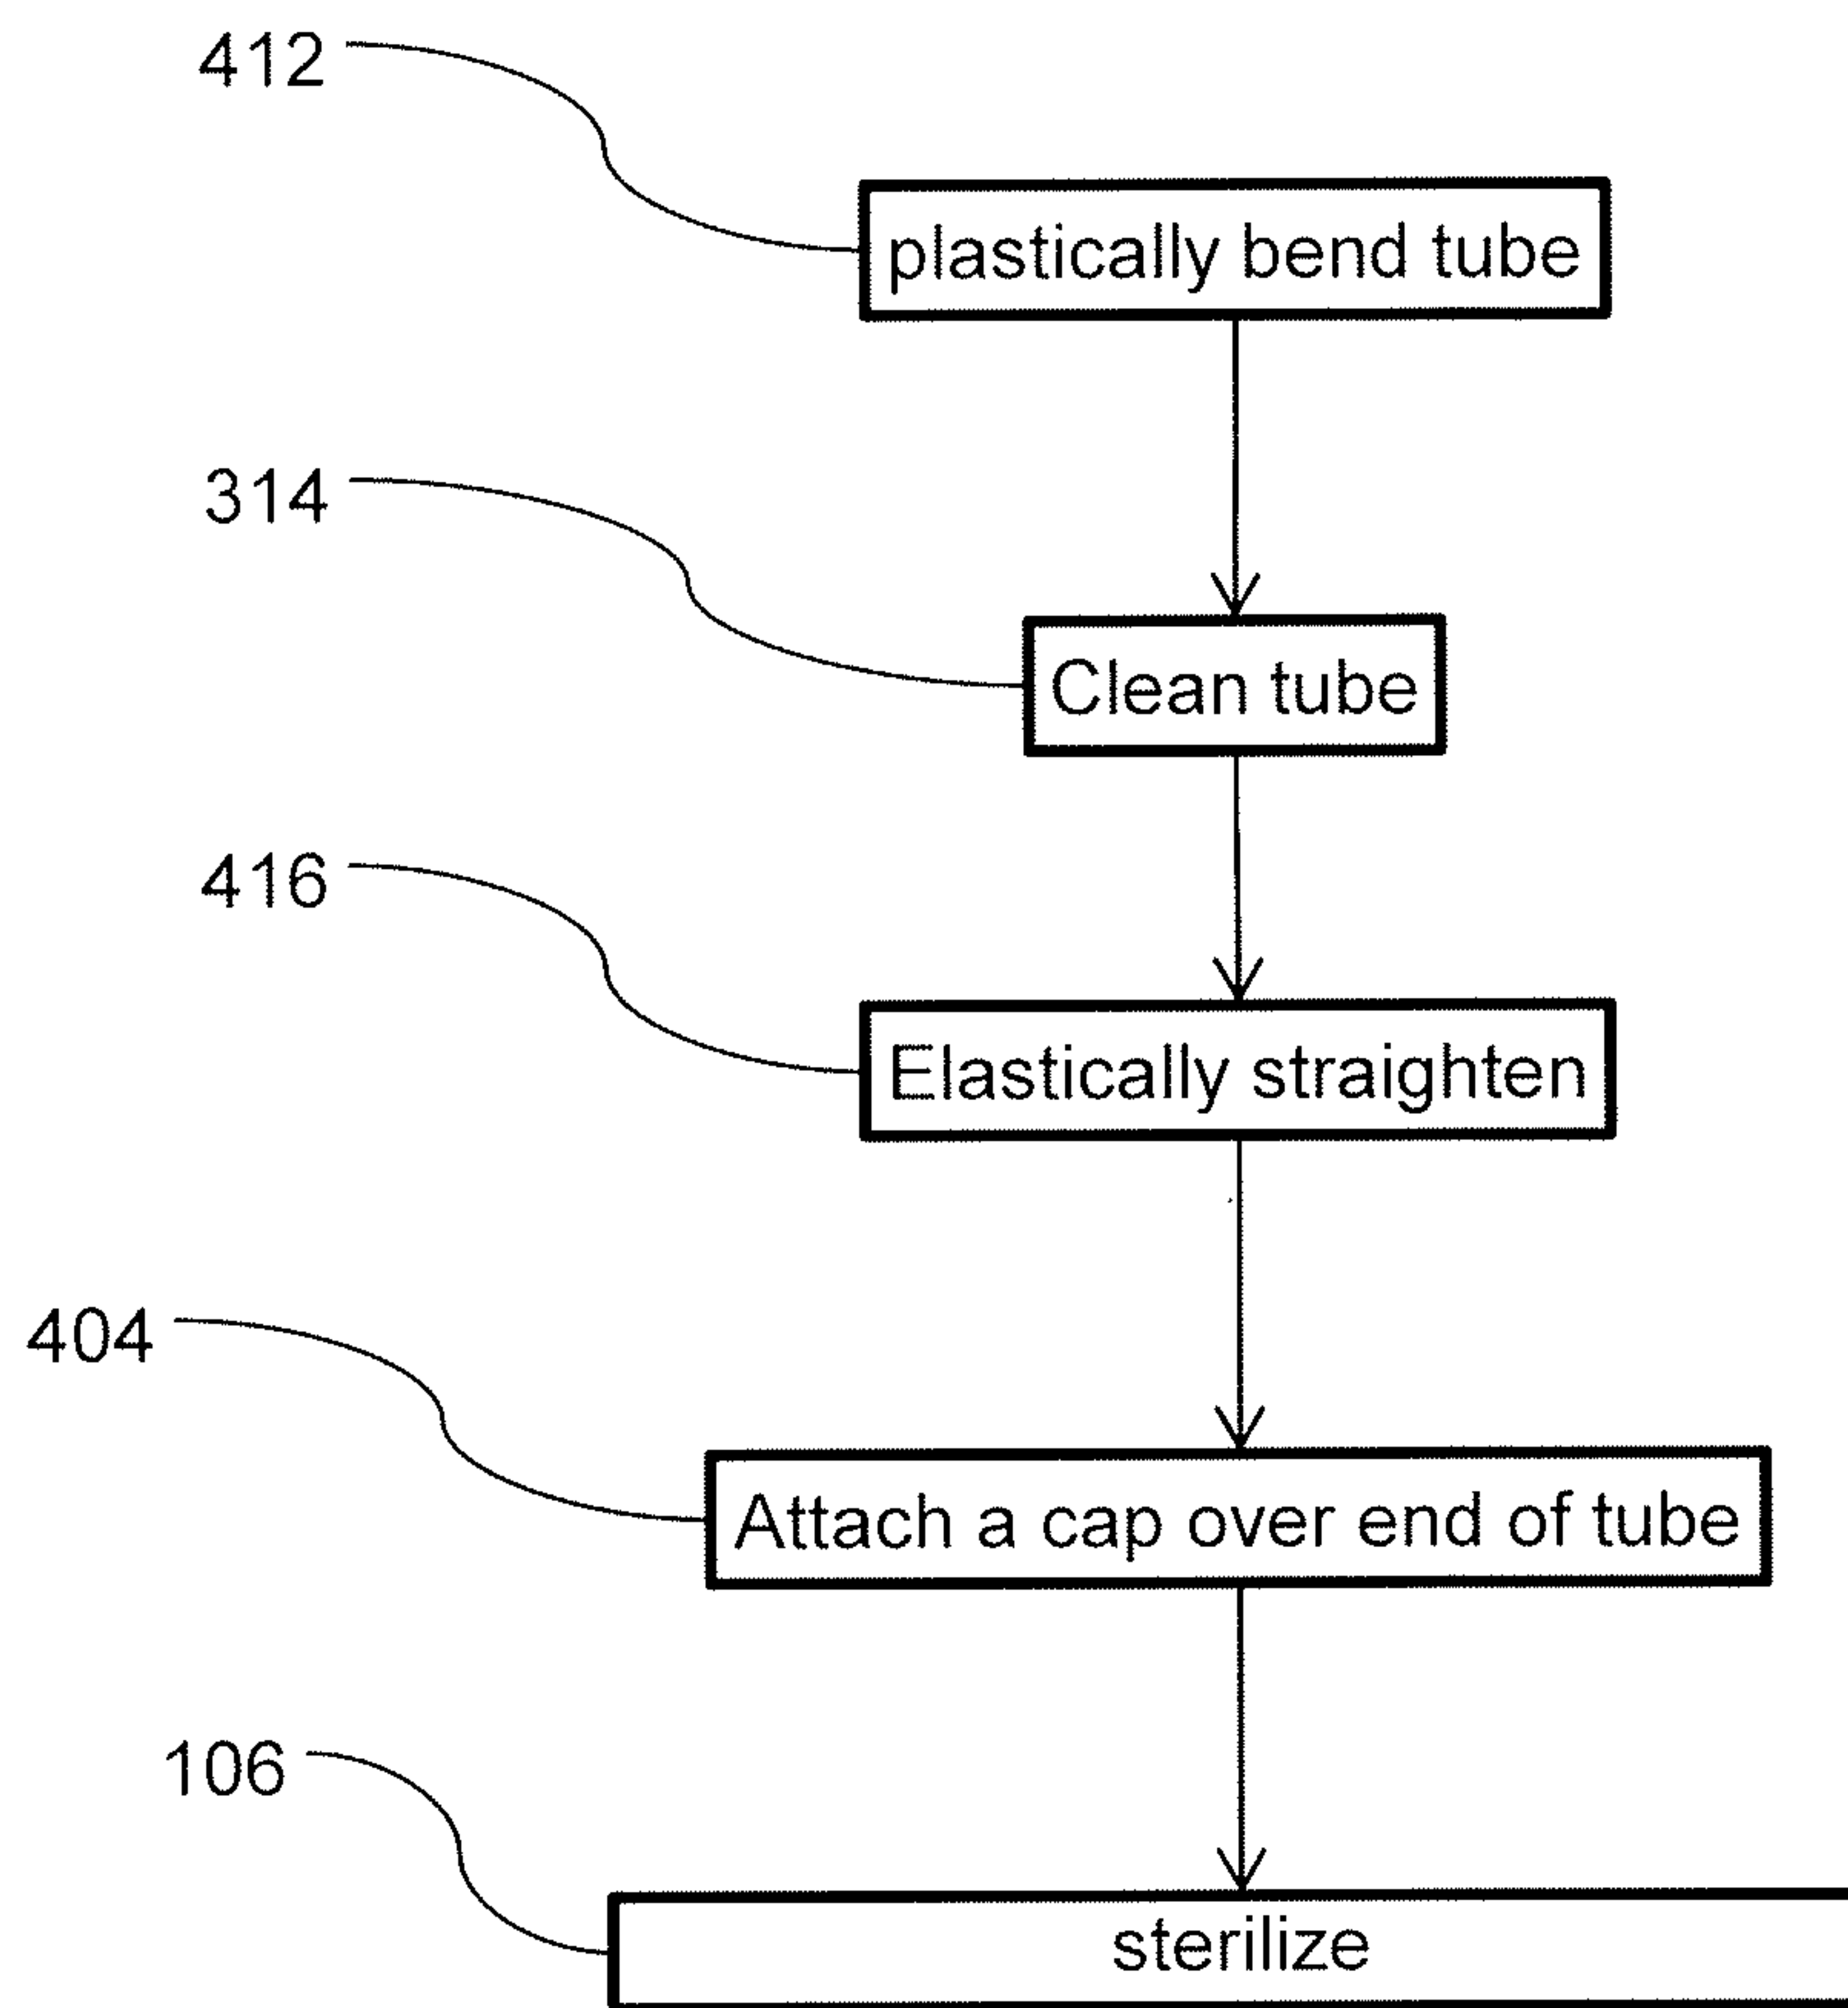 412
plastically bend tube
314
Clean tube
416
Elastically straighten
404
Attach a cap over end of tube
106
sterilize